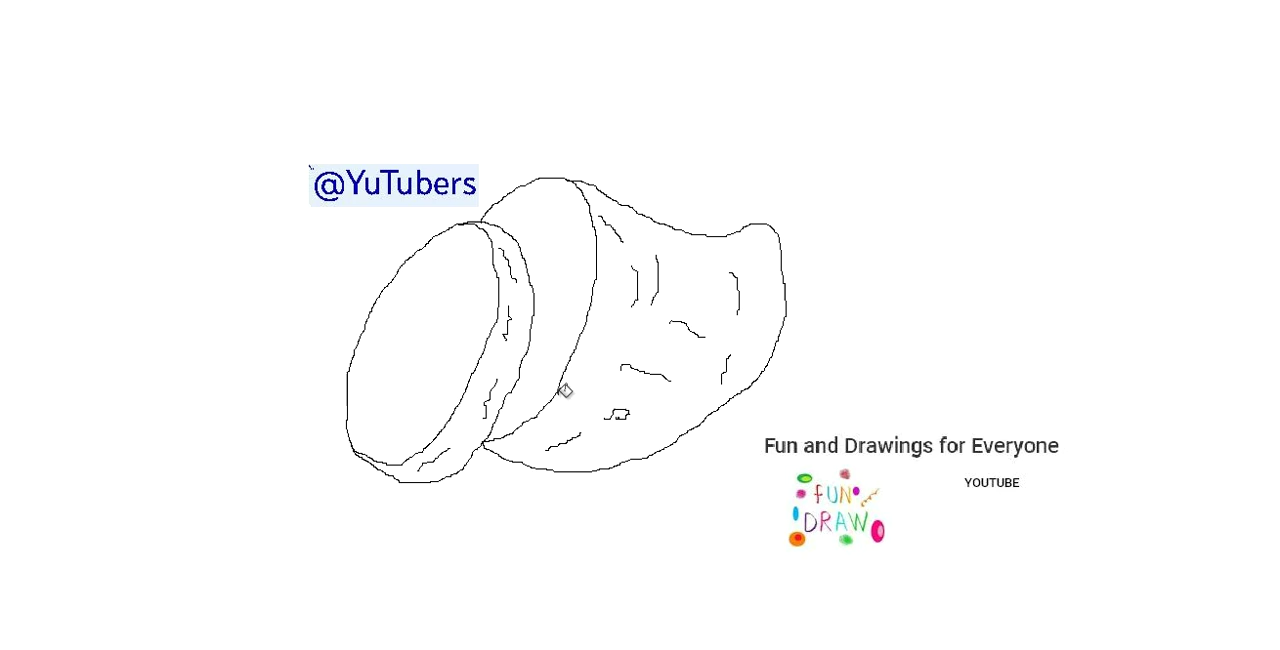 @YuTubers
Fun and Drawings for Everyone
YOUTUBE
FUN
DRAW